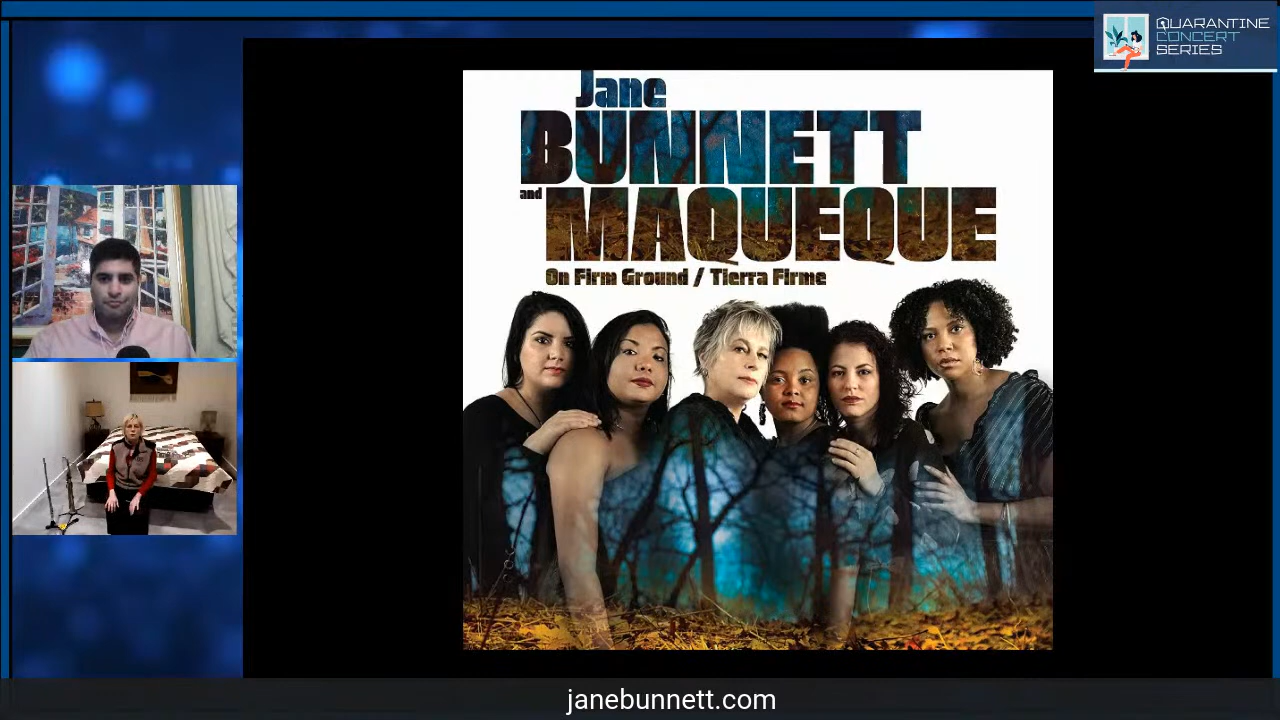 QUARANTINE
CONCERT
SERIES
Jane
BUNNETT
and
MAQUEQUE
On Firm Ground / Tierra Firme
janebunnett.com